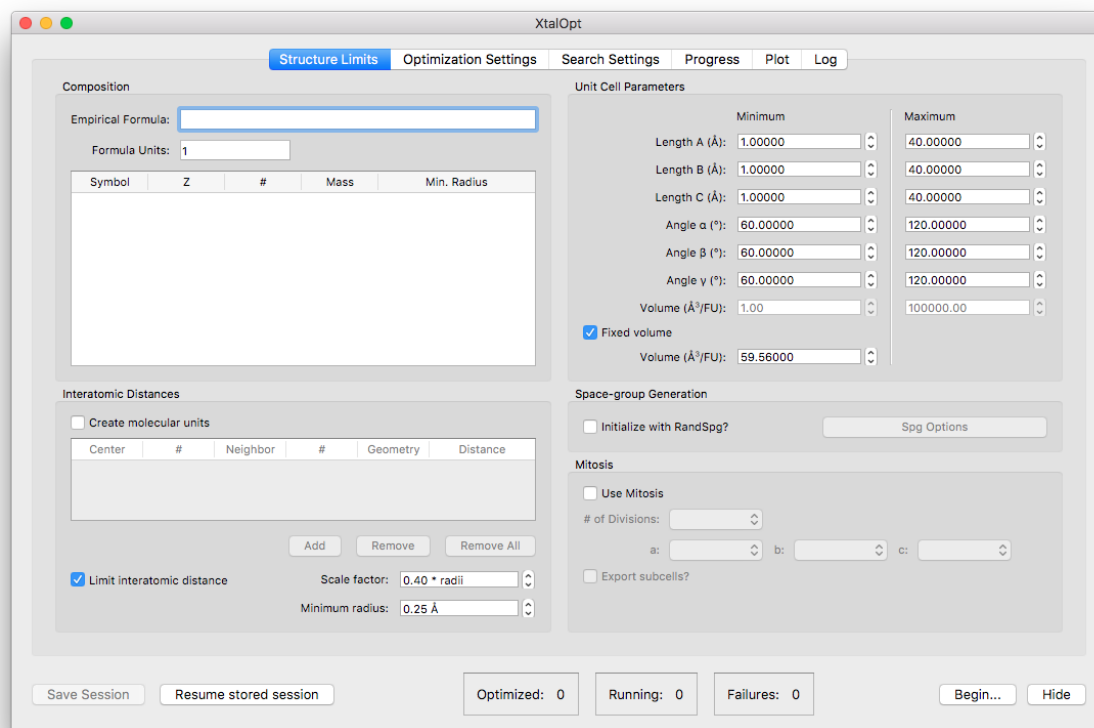 XtalOpt
Structure Limits Optimization Settings Search Settings Progress Plot Log
Composition
Empirical Formula:
Formula Units: 1
Symbol Z # Mass Min. Radius
Interatomic Distances
Create molecular units
Center # Neighbor # Geometry Distance
Add Remove Remove All
Limit interatomic distance Scale factor: 0.40 * radii
Minimum radius: 0.25 Å
Unit Cell Parameters
Minimum Maximum
Length A (Å): 1.00000 40.00000
Length B (Å): 1.00000 40.00000
Length C (Å): 1.00000 40.00000
Angle α (°): 60.00000 120.00000
Angle β (°): 60.00000 120.00000
Angle γ (°): 60.00000 120.00000
Volume (Å³/FU): 1.00 100000.00
Fixed volume
Volume (Å³/FU): 59.56000
Space-group Generation
Initialize with RandSpg? Spg Options
Mitosis
Use Mitosis
# of Divisions:
a: b: c:
Export subcells?
Save Session Resume stored session Optimized: 0 Running: 0 Failures: 0 Begin... Hide